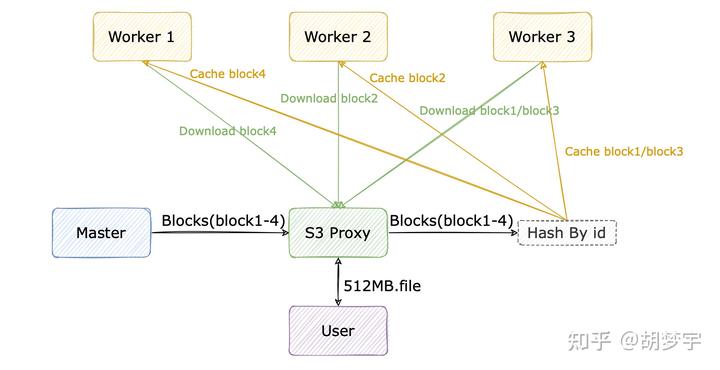 Worker 1
Worker 2
Worker 3
Cache block4
Cache block2
Download block2
Download block1/block3
Download block4
Cache block1/block3
Blocks(block1-4)
Blocks(block1-4)
Master
S3 Proxy
Hash By id
512MB.file
User
知乎 @胡梦宇